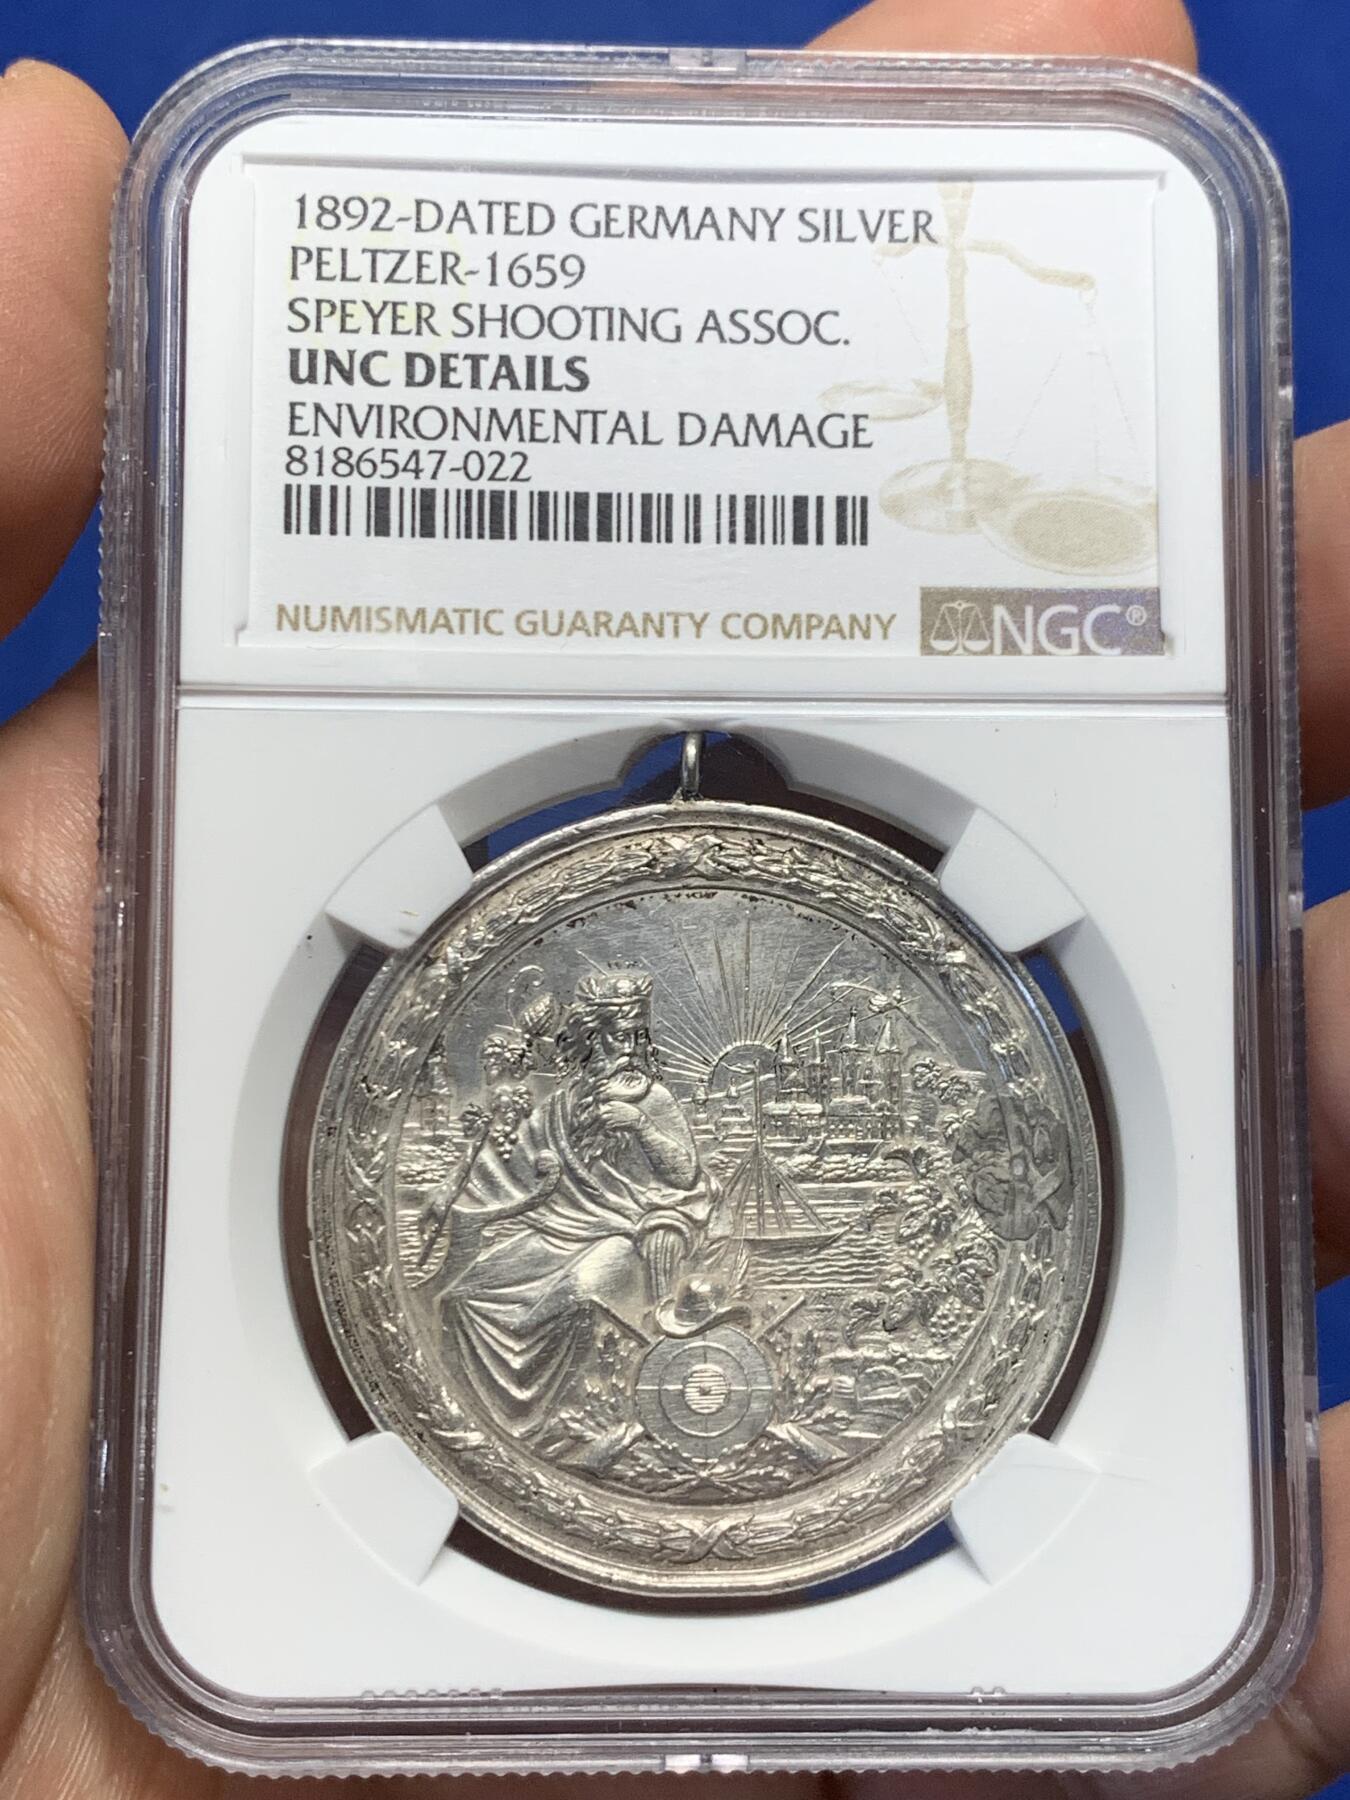 1892-DATED GERMANY SILVER
PELTZER-1659
SPEYER SHOOTING ASSOC.
UNC DETAILS
ENVIRONMENTAL DAMAGE
8186547-022
NUMISMATIC GUARANTY COMPANY
NGC®